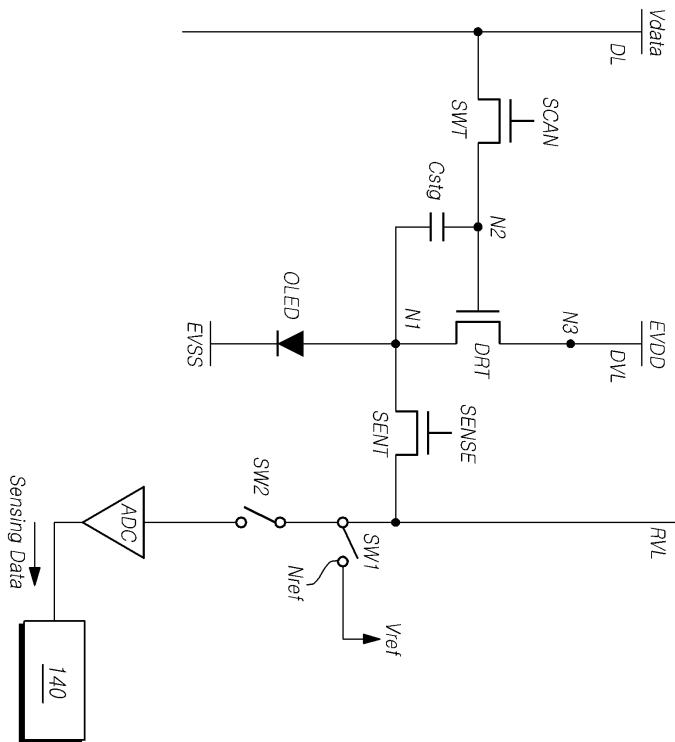 Vdata
DL
SCAN
SWT
Cstg
N2
OLED
EVSS
N1
DRT
N3
EVDD
DVL
SENSE
SENT
RVL
SW2
SW1
Nref
Vref
ADC
Sensing Data
140